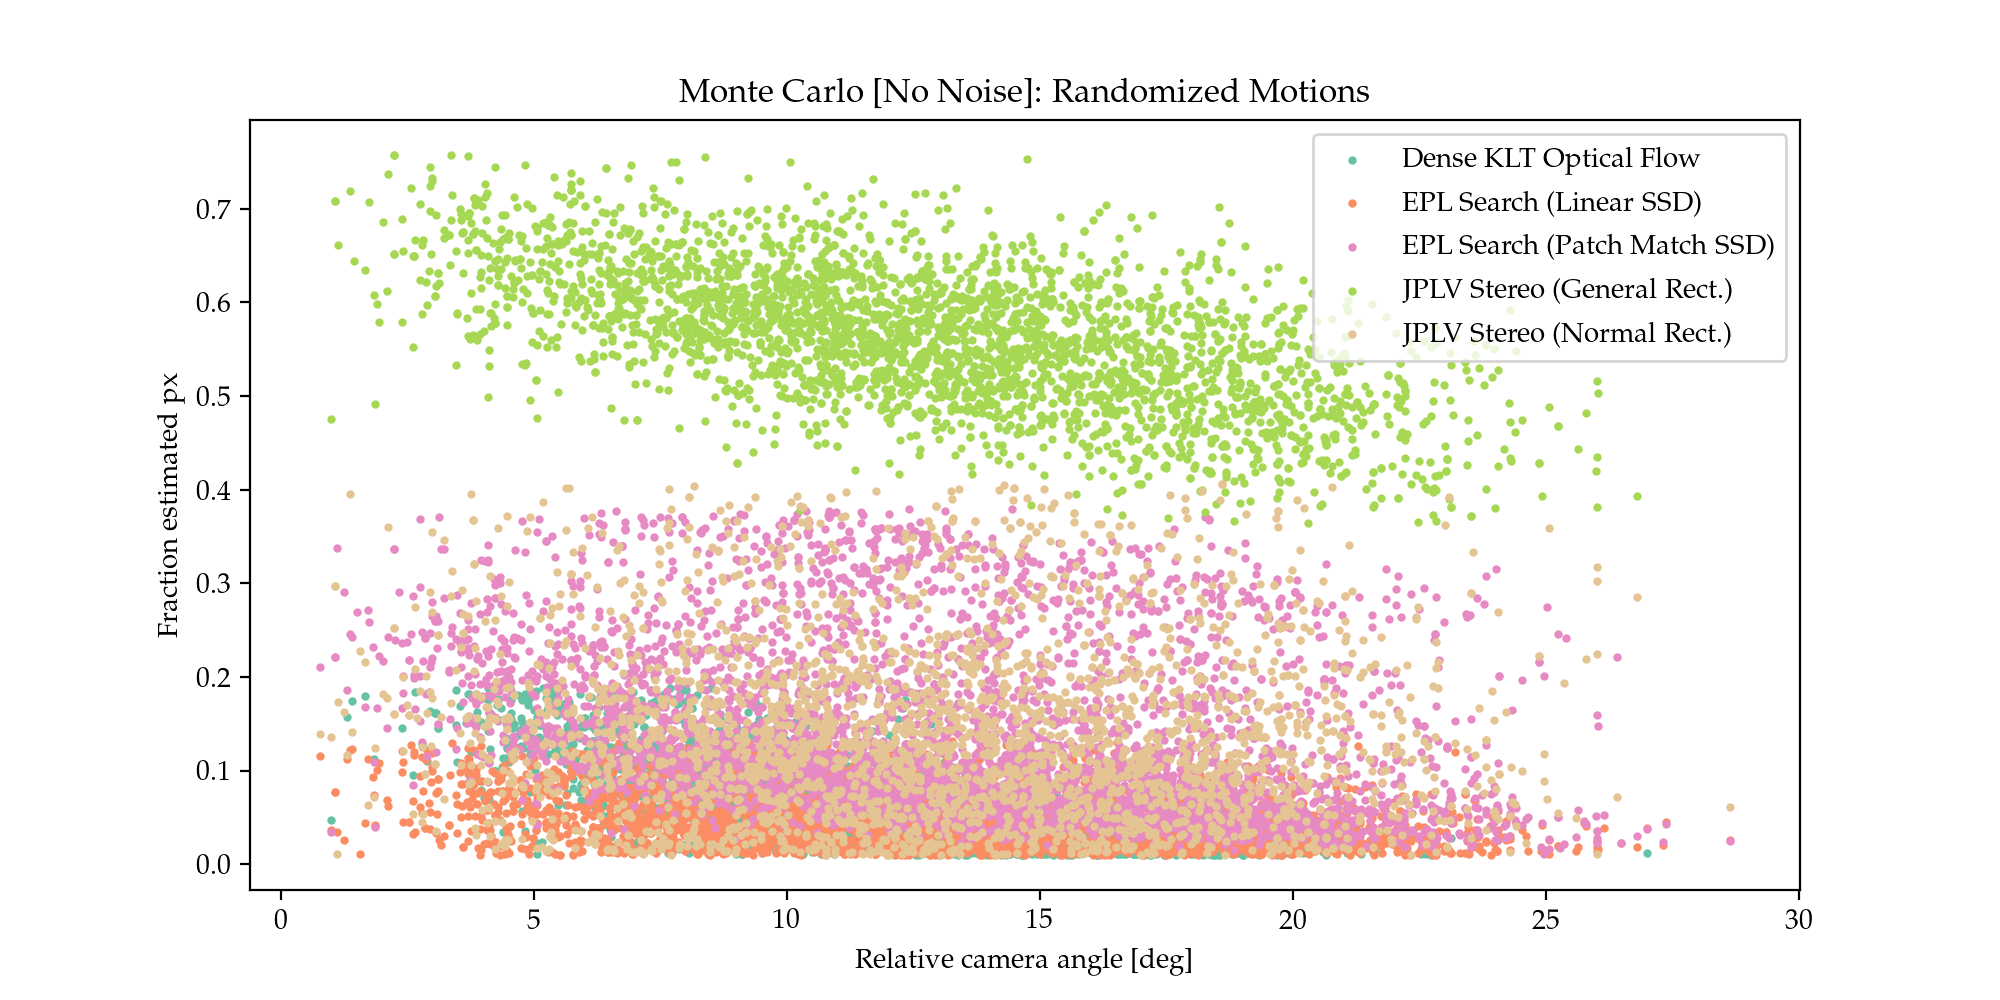 Monte Carlo [No Noise]: Randomized Motions
Dense KLT Optical Flow
EPL Search (Linear SSD)
EPL Search (Patch Match SSD)
JPLV Stereo (General Rect.)
JPLV Stereo (Normal Rect.)
Fraction estimated px
0.7
0.6
0.5
0.4
0.3
0.2
0.1
0.0
0 5 10 15 20 25 30
Relative camera angle [deg]